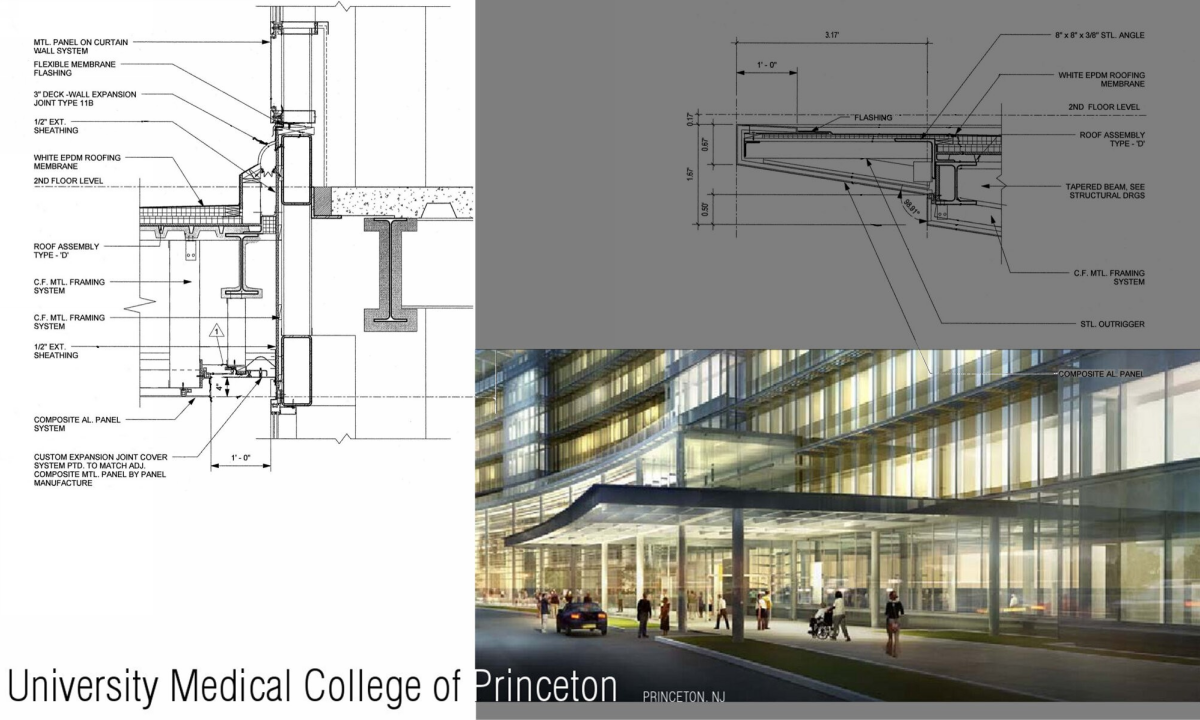 MTL. PANEL ON CURTAIN
WALL SYSTEM
FLEXIBLE MEMBRANE
FLASHING
3" DECK -WALL EXPANSION
JOINT TYPE 11B
1/2" EXT.
SHEATHING
WHITE EPDM ROOFING
MEMBRANE
2ND FLOOR LEVEL
ROOF ASSEMBLY
TYPE - 'D'
C.F. MTL. FRAMING
SYSTEM
C.F. MTL. FRAMING
SYSTEM
1
1/2" EXT.
SHEATHING
4"
COMPOSITE AL. PANEL
SYSTEM
CUSTOM EXPANSION JOINT COVER
SYSTEM PTD. TO MATCH ADJ.
COMPOSITE MTL. PANEL BY PANEL
MANUFACTURE
1' - 0"
3.17'
8" x 8" x 3/8" STL. ANGLE
1' - 0"
WHITE EPDM ROOFING
MEMBRANE
2ND FLOOR LEVEL
0.17'
FLASHING
ROOF ASSEMBLY
TYPE - 'D'
0.67'
1.67'
TAPERED BEAM, SEE
STRUCTURAL DRGS
0.50'
98.91°
C.F. MTL. FRAMING
SYSTEM
STL. OUTRIGGER
COMPOSITE AL. PANEL
University Medical College of Princeton
PRINCETON, NJ